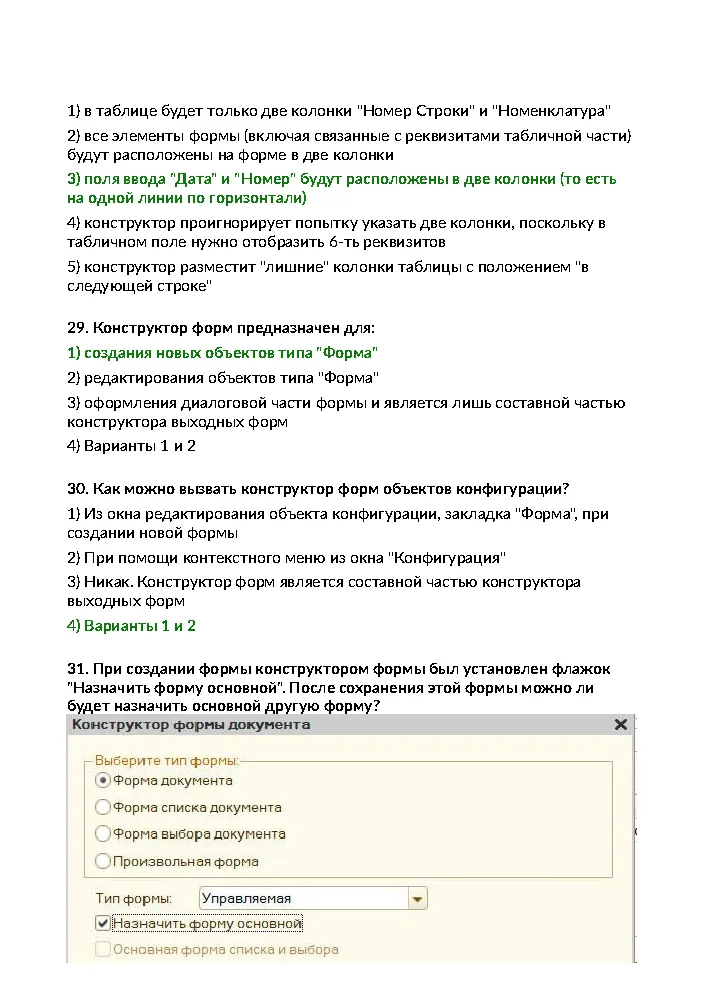 1) в таблице будет только две колонки "Номер Строки" и "Номенклатура"
2) все элементы формы (включая связанные с реквизитами табличной части)
будут расположены на форме в две колонки
3) поля ввода "Дата" и "Номер" будут расположены в две колонки (то есть
на одной линии по горизонтали)
4) конструктор проигнорирует попытку указать две колонки, поскольку в
табличном поле нужно отобразить 6-ть реквизитов
5) конструктор разместит "лишние" колонки таблицы с положением "в
следующей строке"
29. Конструктор форм предназначен для:
1) создания новых объектов типа "Форма"
2) редактирования объектов типа "Форма"
3) оформления диалоговой части формы и является лишь составной частью
конструктора выходных форм
4) Варианты 1 и 2
30. Как можно вызвать конструктор форм объектов конфигурации?
1) Из окна редактирования объекта конфигурации, закладка "Форма", при
создании новой формы
2) При помощи контекстного меню из окна "Конфигурация"
3) Никак. Конструктор форм является составной частью конструктора
выходных форм
4) Варианты 1 и 2
31. При создании формы конструктором формы был установлен флажок
"Назначить форму основной". После сохранения этой формы можно ли
будет назначить основной другую форму?
Конструктор формы документа
Выберите тип формы:
Форма документа
Форма списка документа
Форма выбора документа
Произвольная форма
Тип формы: Управляемая
Назначить форму основной
Основная форма списка и выбора